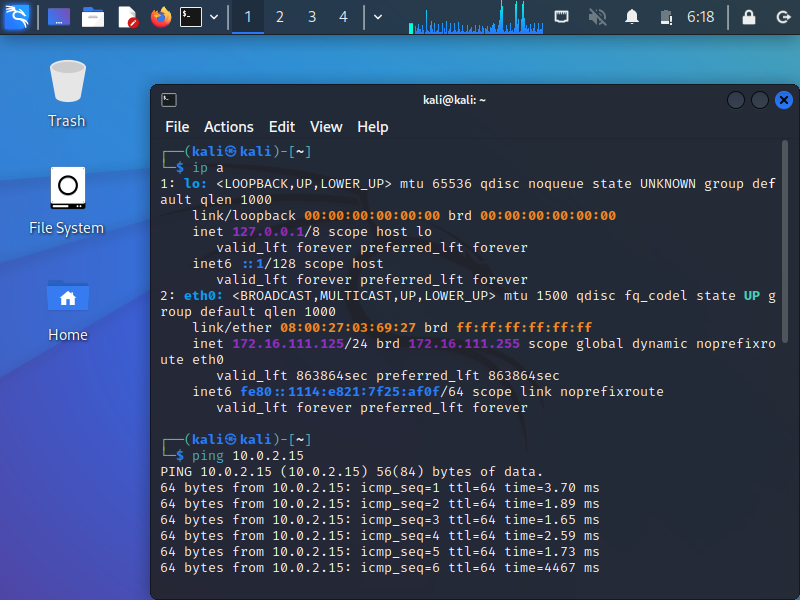 1 2 3 4 6:18
Trash
File System
Home
kali@kali: ~
File Actions Edit View Help
┌──(kali㉿kali)-[~]
└─$ ip a
1: lo: <LOOPBACK,UP,LOWER_UP> mtu 65536 qdisc noqueue state UNKNOWN group def
ault qlen 1000
link/loopback 00:00:00:00:00:00 brd 00:00:00:00:00:00
inet 127.0.0.1/8 scope host lo
valid_lft forever preferred_lft forever
inet6 ::1/128 scope host
valid_lft forever preferred_lft forever
2: eth0: <BROADCAST,MULTICAST,UP,LOWER_UP> mtu 1500 qdisc fq_codel state UP g
roup default qlen 1000
link/ether 08:00:27:03:69:27 brd ff:ff:ff:ff:ff:ff
inet 172.16.111.125/24 brd 172.16.111.255 scope global dynamic noprefixro
ute eth0
valid_lft 863864sec preferred_lft 863864sec
inet6 fe80::1114:e821:7f25:af0f/64 scope link noprefixroute
valid_lft forever preferred_lft forever
┌──(kali㉿kali)-[~]
└─$ ping 10.0.2.15
PING 10.0.2.15 (10.0.2.15) 56(84) bytes of data.
64 bytes from 10.0.2.15: icmp_seq=1 ttl=64 time=3.70 ms
64 bytes from 10.0.2.15: icmp_seq=2 ttl=64 time=1.89 ms
64 bytes from 10.0.2.15: icmp_seq=3 ttl=64 time=1.65 ms
64 bytes from 10.0.2.15: icmp_seq=4 ttl=64 time=2.59 ms
64 bytes from 10.0.2.15: icmp_seq=5 ttl=64 time=1.73 ms
64 bytes from 10.0.2.15: icmp_seq=6 ttl=64 time=4467 ms